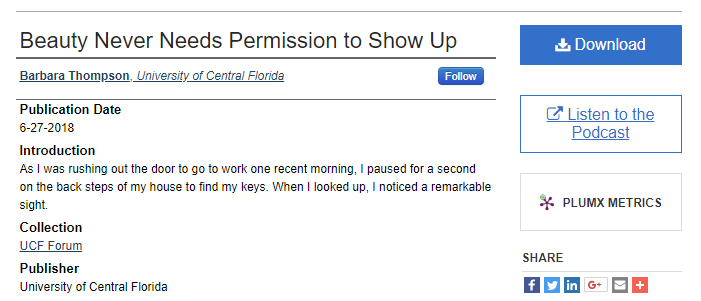 Beauty Never Needs Permission to Show Up
Barbara Thompson, University of Central Florida
Follow
Publication Date
6-27-2018
Introduction
As I was rushing out the door to go to work one recent morning, I paused for a second
on the back steps of my house to find my keys. When I looked up, I noticed a remarkable
sight.
Collection
UCF Forum
Publisher
University of Central Florida
Download
Listen to the
Podcast
PLUMX METRICS
SHARE
G+